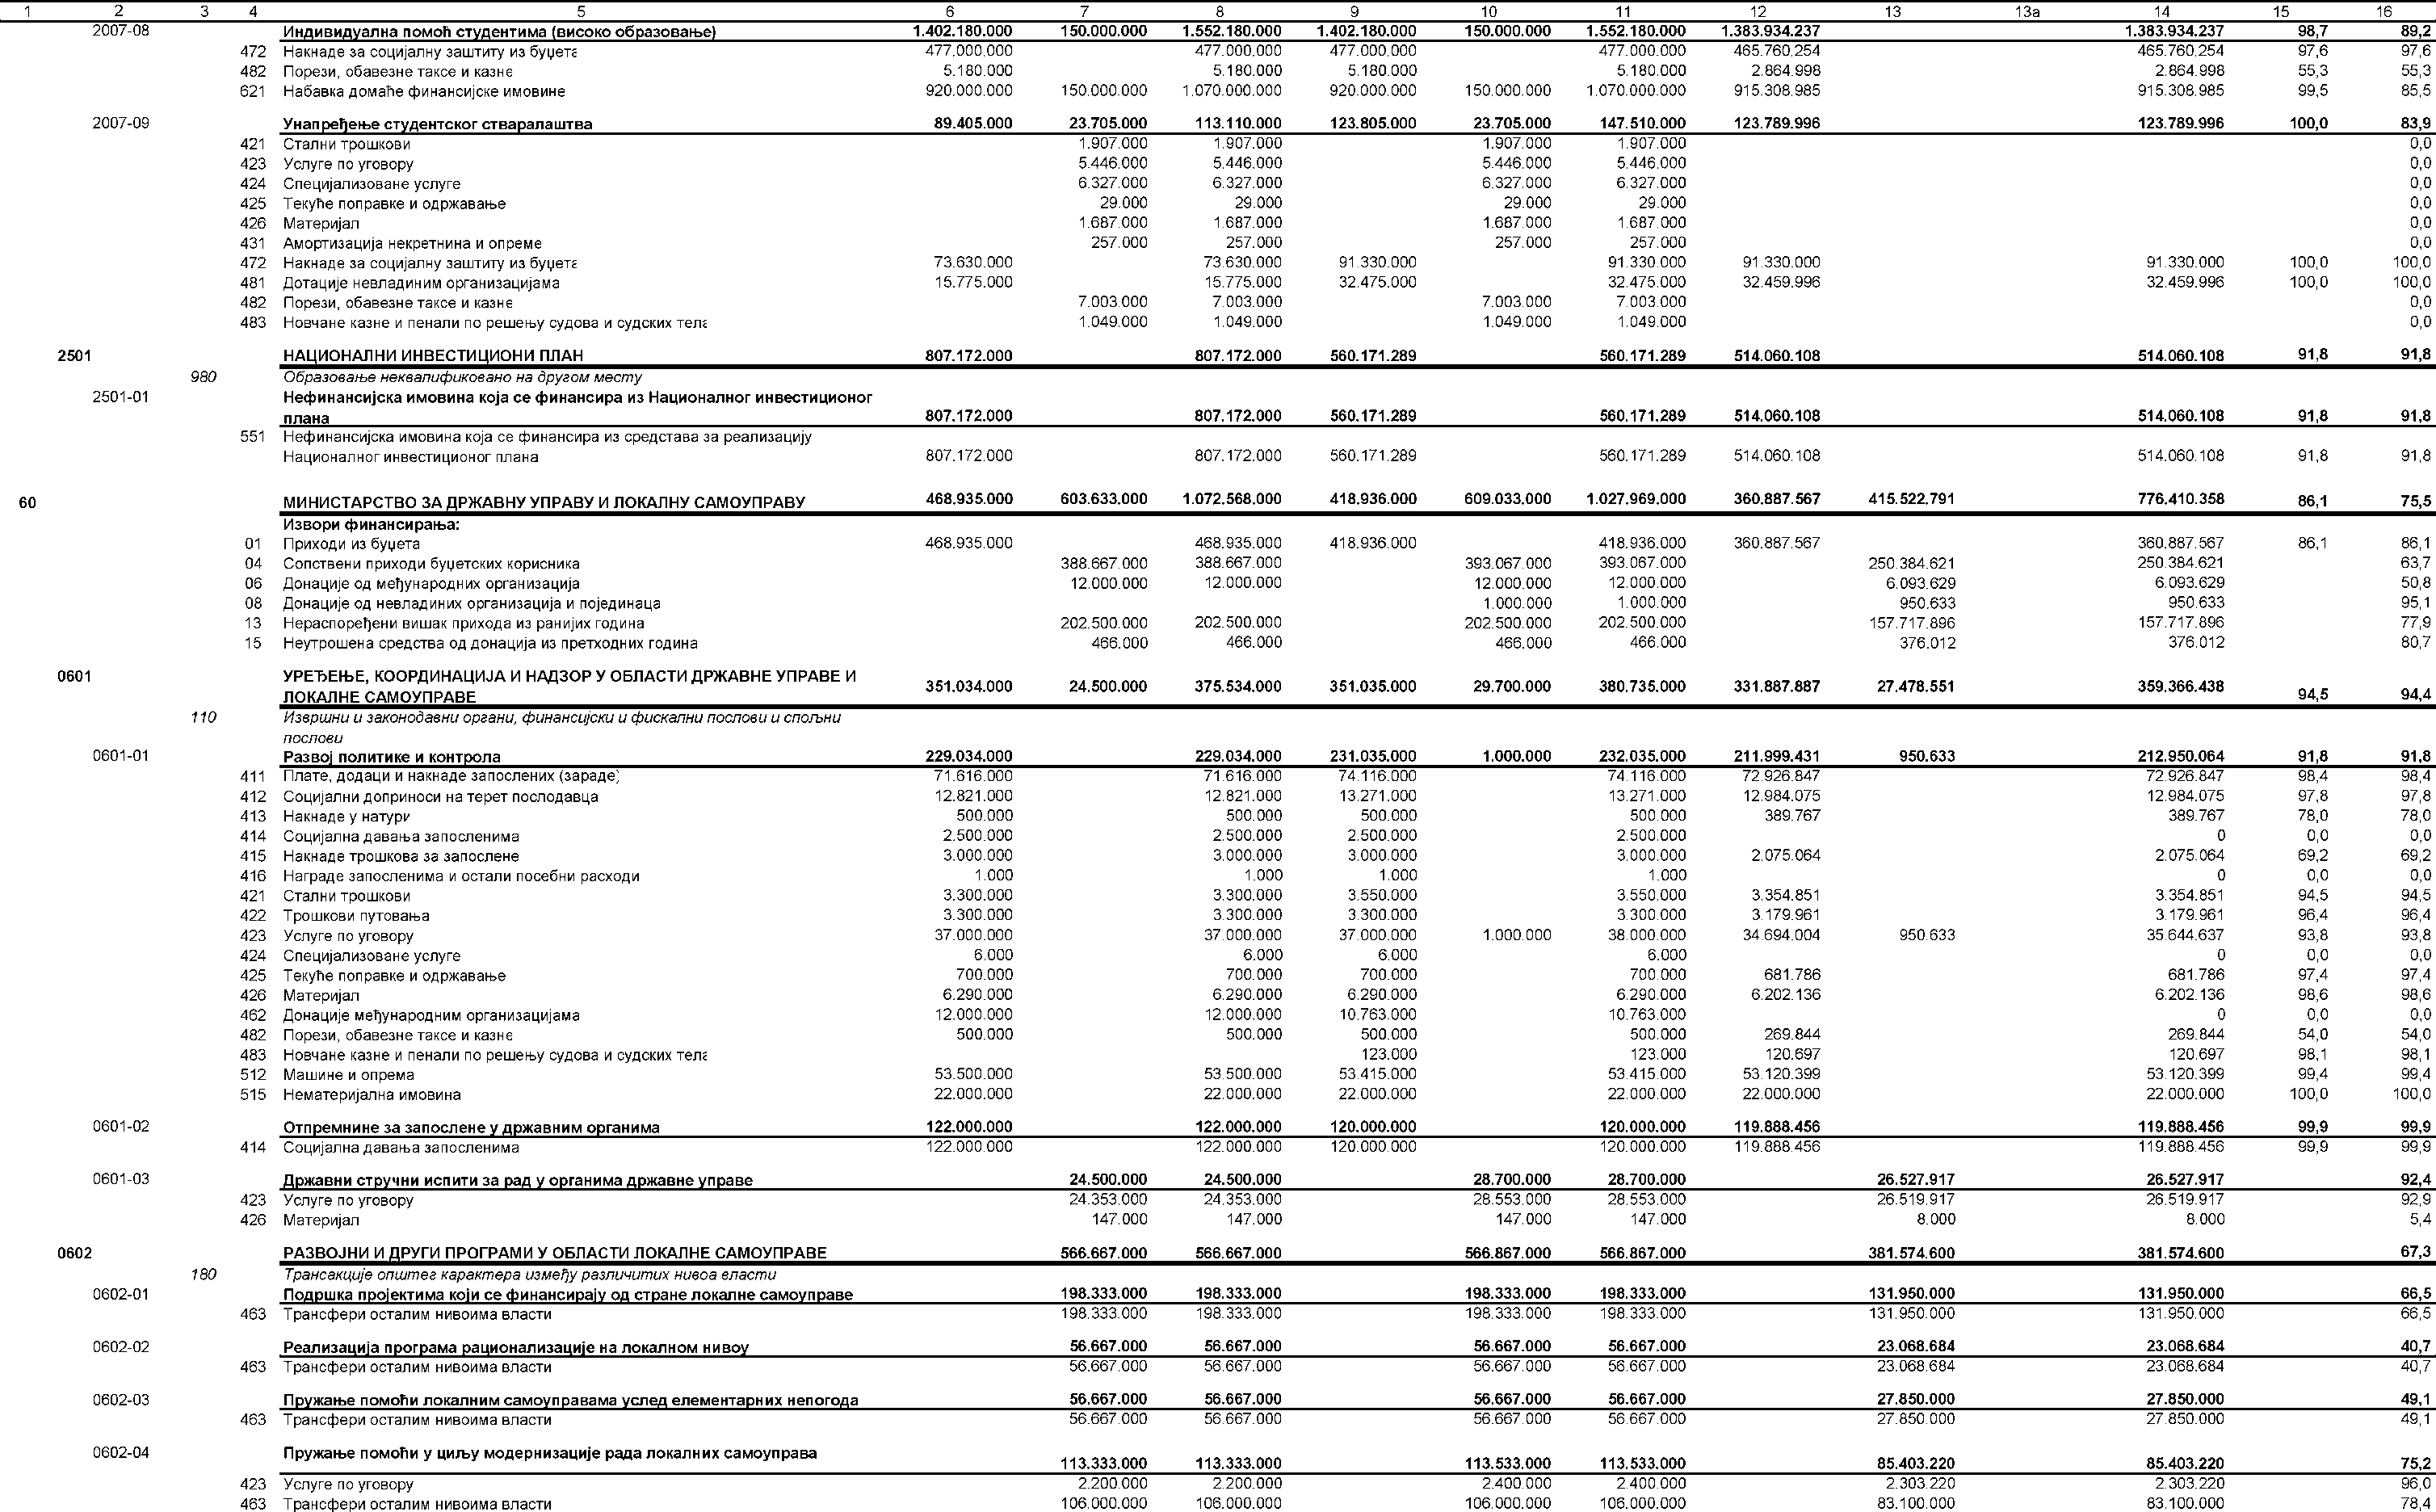 1 2 3 4 5 6 7 8 9 10 11 12 13 13a 14 15 16
2007-08 Индивидуална помоћ студентима (високо образовање) 1.402.180.000 150.000.000 1.552.180.000 1.402.180.000 150.000.000 1.552.180.000 1.383.934.237 1.383.934.237 98,7 89,2
472 Накнаде за социјалну заштиту из буџета 477.000.000 477.000.000 477.000.000 477.000.000 465.760.254 465.760.254 97,6 97,6
482 Порези, обавезне таксе и казне 5.180.000 5.180.000 5.180.000 5.180.000 2.864.998 2.864.998 55,3 55,3
621 Набавка домаће финансијске имовине 920.000.000 150.000.000 1.070.000.000 920.000.000 150.000.000 1.070.000.000 915.308.985 915.308.985 99,5 85,5
2007-09 Унапређење студентског стваралаштва 89.405.000 23.705.000 113.110.000 123.805.000 23.705.000 147.510.000 123.789.996 123.789.996 100,0 83,9
421 Стални трошкови 1.907.000 1.907.000 1.907.000 1.907.000 0,0
423 Услуге по уговору 5.446.000 5.446.000 5.446.000 5.446.000 0,0
424 Специјализоване услуге 6.327.000 6.327.000 6.327.000 6.327.000 0,0
425 Текуће поправке и одржавање 29.000 29.000 29.000 29.000 0,0
426 Материјал 1.687.000 1.687.000 1.687.000 1.687.000 0,0
431 Амортизација некретнина и опреме 257.000 257.000 257.000 257.000 0,0
472 Накнаде за социјалну заштиту из буџета 73.630.000 73.630.000 91.330.000 91.330.000 91.330.000 91.330.000 100,0 100,0
481 Дотације невладиним организацијама 15.775.000 15.775.000 32.475.000 32.475.000 32.459.996 32.459.996 100,0 100,0
482 Порези, обавезне таксе и казне 7.003.000 7.003.000 7.003.000 7.003.000 0,0
483 Новчане казне и пенали по решењу судова и судских тела 1.049.000 1.049.000 1.049.000 1.049.000 0,0
2501 НАЦИОНАЛНИ ИНВЕСТИЦИОНИ ПЛАН 807.172.000 807.172.000 560.171.289 560.171.289 514.060.108 514.060.108 91,8 91,8
980 Образовање неквалификовано на другом месту
2501-01 Нефинансијска имовина која се финансира из Националног инвестиционог
плана 807.172.000 807.172.000 560.171.289 560.171.289 514.060.108 514.060.108 91,8 91,8
551 Нефинансијска имовина која се финансира из средстава за реализацију
Националног инвестиционог плана 807.172.000 807.172.000 560.171.289 560.171.289 514.060.108 514.060.108 91,8 91,8
60 МИНИСТАРСТВО ЗА ДРЖАВНУ УПРАВУ И ЛОКАЛНУ САМОУПРАВУ 468.935.000 603.633.000 1.072.568.000 418.936.000 609.033.000 1.027.969.000 360.887.567 415.522.791 776.410.358 86,1 75,5
Извори финансирања:
01 Приходи из буџета 468.935.000 468.935.000 418.936.000 418.936.000 360.887.567 360.887.567 86,1 86,1
04 Сопствени приходи буџетских корисника 388.667.000 388.667.000 393.067.000 393.067.000 250.384.621 250.384.621 63,7
06 Донације од међународних организација 12.000.000 12.000.000 12.000.000 12.000.000 6.093.629 6.093.629 50,8
08 Донације од невладиних организација и појединаца 1.000.000 1.000.000 950.633 950.633 95,1
13 Нераспоређени вишак прихода из ранијих година 202.500.000 202.500.000 202.500.000 202.500.000 157.717.896 157.717.896 77,9
15 Неутрошена средства од донација из претходних година 466.000 466.000 466.000 466.000 376.012 376.012 80,7
0601 УРЕЂЕЊЕ, КООРДИНАЦИЈА И НАДЗОР У ОБЛАСТИ ДРЖАВНЕ УПРАВЕ И
ЛОКАЛНЕ САМОУПРАВЕ 351.034.000 24.500.000 375.534.000 351.035.000 29.700.000 380.735.000 331.887.887 27.478.551 359.366.438 94,5 94,4
110 Извршни и законодавни органи, финансијски и фискални послови и спољни
послови
0601-01 Развој политике и контрола 229.034.000 229.034.000 231.035.000 1.000.000 232.035.000 211.999.431 950.633 212.950.064 91,8 91,8
411 Плате, додаци и накнаде запослених (зараде) 71.616.000 71.616.000 74.116.000 74.116.000 72.926.847 72.926.847 98,4 98,4
412 Социјални доприноси на терет послодавца 12.821.000 12.821.000 13.271.000 13.271.000 12.984.075 12.984.075 97,8 97,8
413 Накнаде у натури 500.000 500.000 500.000 500.000 389.767 389.767 78,0 78,0
414 Социјална давања запосленима 2.500.000 2.500.000 2.500.000 2.500.000 0 0,0 0,0
415 Накнаде трошкова за запослене 3.000.000 3.000.000 3.000.000 3.000.000 2.075.064 2.075.064 69,2 69,2
416 Награде запосленима и остали посебни расходи 1.000 1.000 1.000 1.000 0 0,0 0,0
421 Стални трошкови 3.300.000 3.300.000 3.550.000 3.550.000 3.354.851 3.354.851 94,5 94,5
422 Трошкови путовања 3.300.000 3.300.000 3.300.000 3.300.000 3.179.961 3.179.961 96,4 96,4
423 Услуге по уговору 37.000.000 37.000.000 37.000.000 1.000.000 38.000.000 34.694.004 950.633 35.644.637 93,8 93,8
424 Специјализоване услуге 6.000 6.000 6.000 6.000 0 0,0 0,0
425 Текуће поправке и одржавање 700.000 700.000 700.000 700.000 681.786 681.786 97,4 97,4
426 Материјал 6.290.000 6.290.000 6.290.000 6.290.000 6.202.136 6.202.136 98,6 98,6
462 Донације међународним организацијама 12.000.000 12.000.000 10.763.000 10.763.000 0 0,0 0,0
482 Порези, обавезне таксе и казне 500.000 500.000 500.000 500.000 269.844 269.844 54,0 54,0
483 Новчане казне и пенали по решењу судова и судских тела 123.000 123.000 120.697 120.697 98,1 98,1
512 Машине и опрема 53.500.000 53.500.000 53.415.000 53.415.000 53.120.399 53.120.399 99,4 99,4
515 Нематеријална имовина 22.000.000 22.000.000 22.000.000 22.000.000 22.000.000 22.000.000 100,0 100,0
0601-02 Отпремнине за запослене у државним органима 122.000.000 122.000.000 120.000.000 120.000.000 119.888.456 119.888.456 99,9 99,9
414 Социјална давања запосленима 122.000.000 122.000.000 120.000.000 120.000.000 119.888.456 119.888.456 99,9 99,9
0601-03 Државни стручни испити за рад у органима државне управе 24.500.000 24.500.000 28.700.000 28.700.000 26.527.917 26.527.917 92,4
423 Услуге по уговору 24.353.000 24.353.000 28.553.000 28.553.000 26.519.917 26.519.917 92,9
426 Материјал 147.000 147.000 147.000 147.000 8.000 8.000 5,4
0602 РАЗВОЈНИ И ДРУГИ ПРОГРАМИ У ОБЛАСТИ ЛОКАЛНЕ САМОУПРАВЕ 566.667.000 566.667.000 566.867.000 566.867.000 381.574.600 381.574.600 67,3
180 Трансакције општег карактера између различитих нивоа власти
0602-01 Подршка пројектима који се финансирају од стране локалне самоуправе 198.333.000 198.333.000 198.333.000 198.333.000 131.950.000 131.950.000 66,5
463 Трансфери осталим нивоима власти 198.333.000 198.333.000 198.333.000 198.333.000 131.950.000 131.950.000 66,5
0602-02 Реализација програма рационализације на локалном нивоу 56.667.000 56.667.000 56.667.000 56.667.000 23.068.684 23.068.684 40,7
463 Трансфери осталим нивоима власти 56.667.000 56.667.000 56.667.000 56.667.000 23.068.684 23.068.684 40,7
0602-03 Пружање помоћи локалним самоуправама услед елементарних непогода 56.667.000 56.667.000 56.667.000 56.667.000 27.850.000 27.850.000 49,1
463 Трансфери осталим нивоима власти 56.667.000 56.667.000 56.667.000 56.667.000 27.850.000 27.850.000 49,1
0602-04 Пружање помоћи у циљу модернизације рада локалних самоуправа
113.333.000 113.333.000 113.533.000 113.533.000 85.403.220 85.403.220 75,2
423 Услуге по уговору 2.200.000 2.200.000 2.400.000 2.400.000 2.303.220 2.303.220 96,0
463 Трансфери осталим нивоима власти 106.000.000 106.000.000 106.000.000 106.000.000 83.100.000 83.100.000 78,4